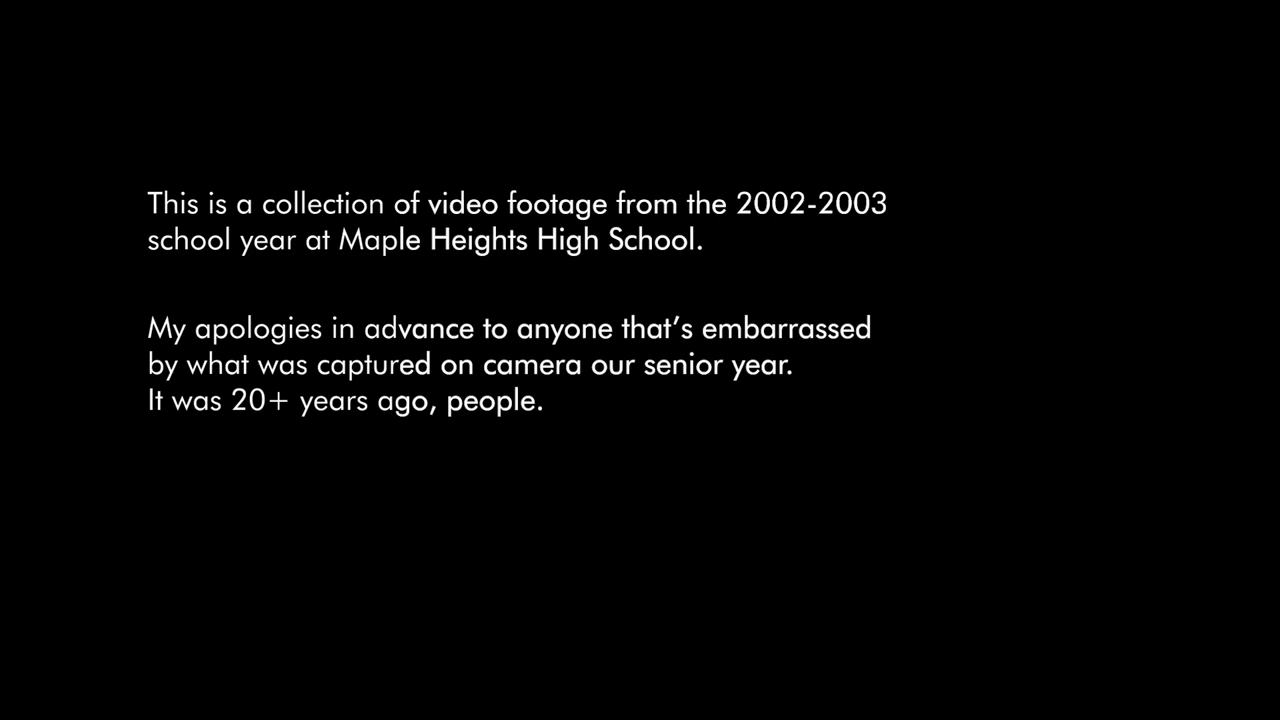 This is a collection of video footage from the 2002-2003
school year at Maple Heights High School.
My apologies in advance to anyone that’s embarrassed
by what was captured on camera our senior year.
It was 20+ years ago, people.